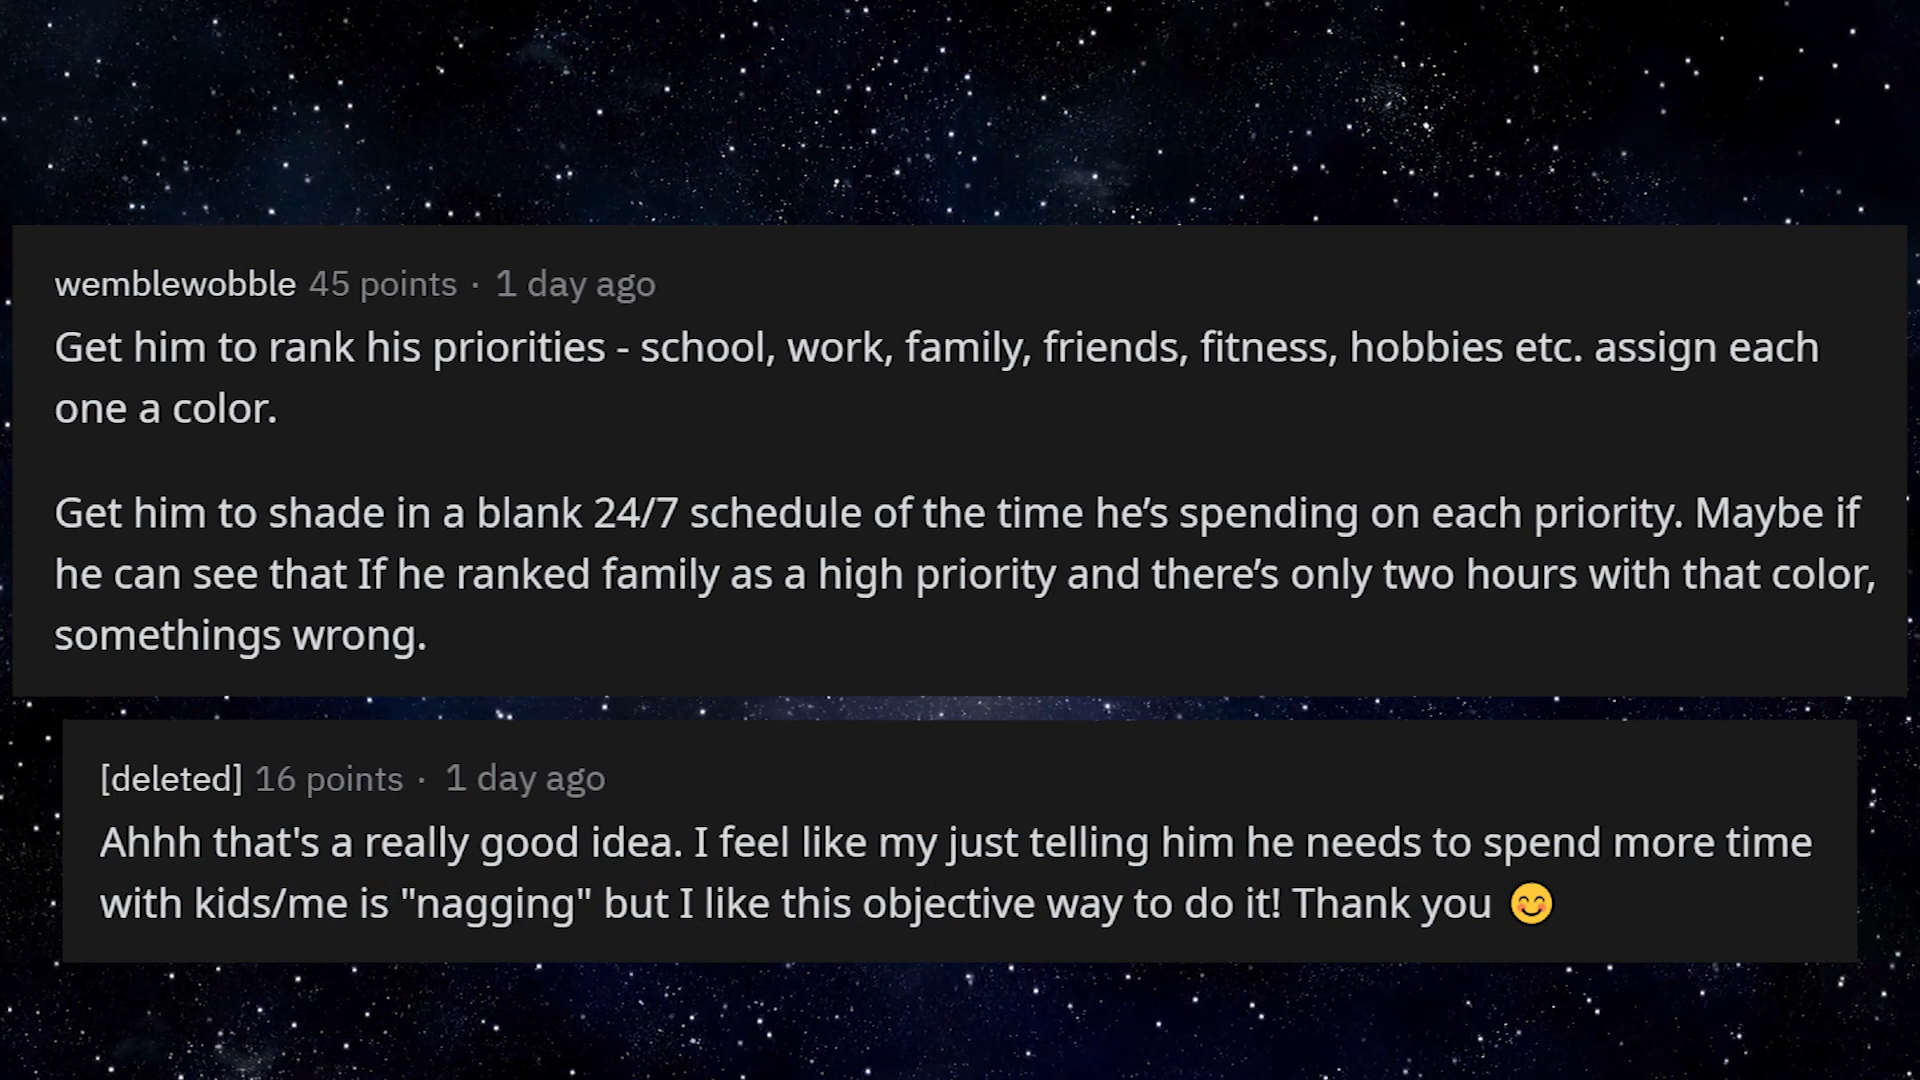 wemblewobble 45 points · 1 day ago
Get him to rank his priorities - school, work, family, friends, fitness, hobbies etc. assign each
one a color.
Get him to shade in a blank 24/7 schedule of the time he’s spending on each priority. Maybe if
he can see that If he ranked family as a high priority and there’s only two hours with that color,
somethings wrong.
[deleted] 16 points · 1 day ago
Ahhh that's a really good idea. I feel like my just telling him he needs to spend more time
with kids/me is "nagging" but I like this objective way to do it! Thank you 😊